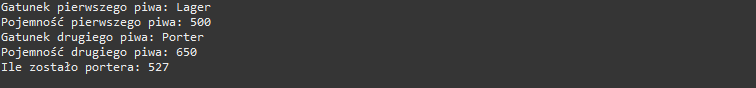 Gatunek pierwszego piwa: Lager
Pojemność pierwszego piwa: 500
Gatunek drugiego piwa: Porter
Pojemność drugiego piwa: 650
Ile zostało portera: 527